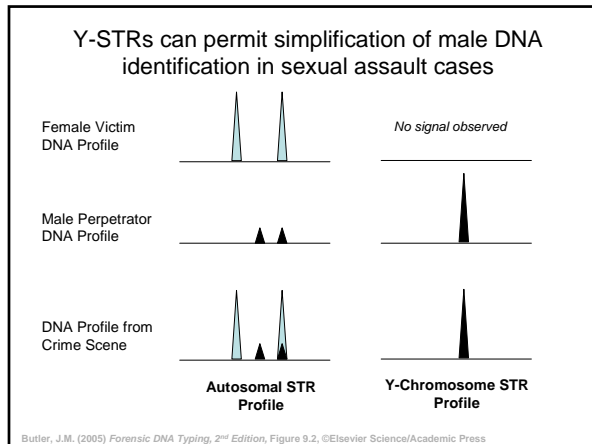 Y-STRs can permit simplification of male DNA
identification in sexual assault cases
Female Victim
DNA Profile
No signal observed
Male Perpetrator
DNA Profile
DNA Profile from
Crime Scene
Autosomal STR
Profile
Y-Chromosome STR
Profile
Butler, J.M. (2005) Forensic DNA Typing, 2nd Edition, Figure 9.2, ©Elsevier Science/Academic Press